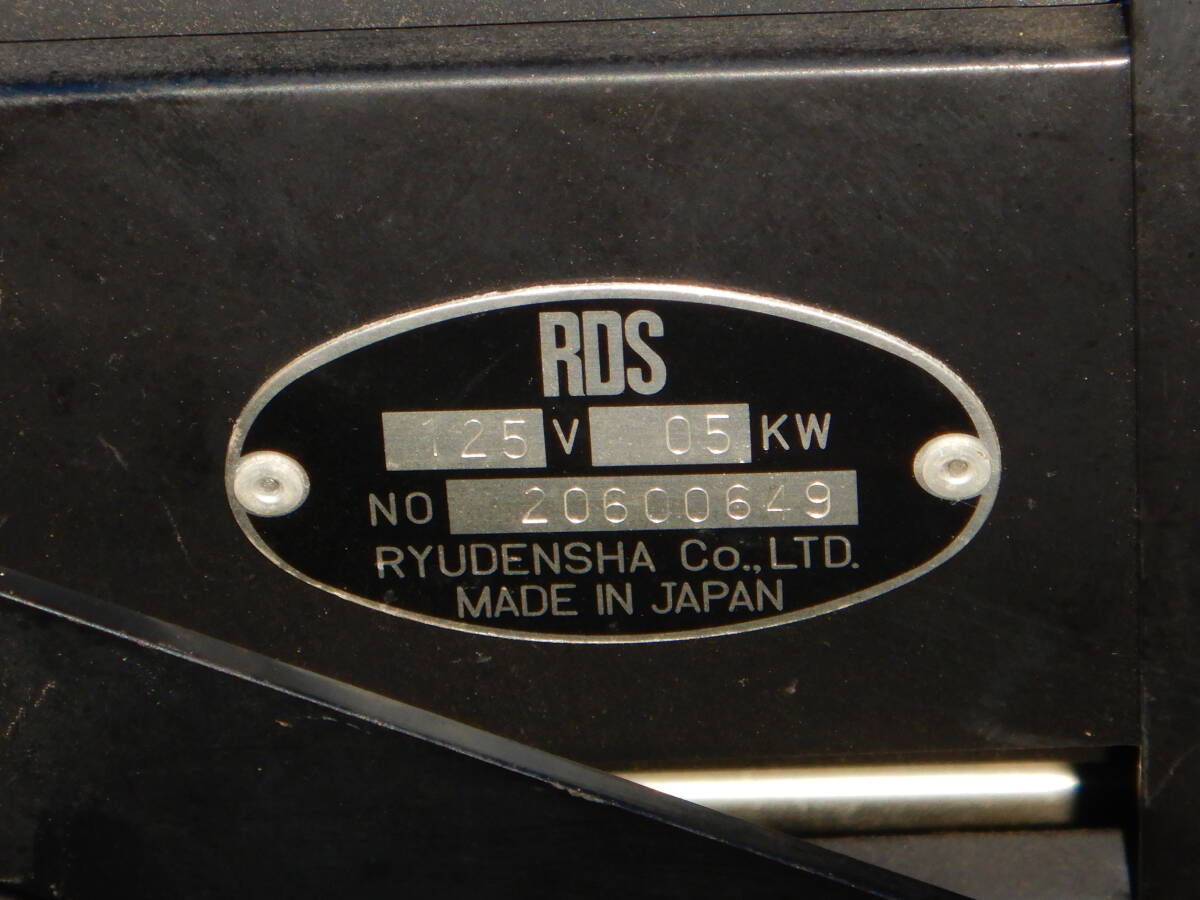 RDS
125 V 05 KW
NO 20600649
RYUDENSHA Co.,LTD.
MADE IN JAPAN